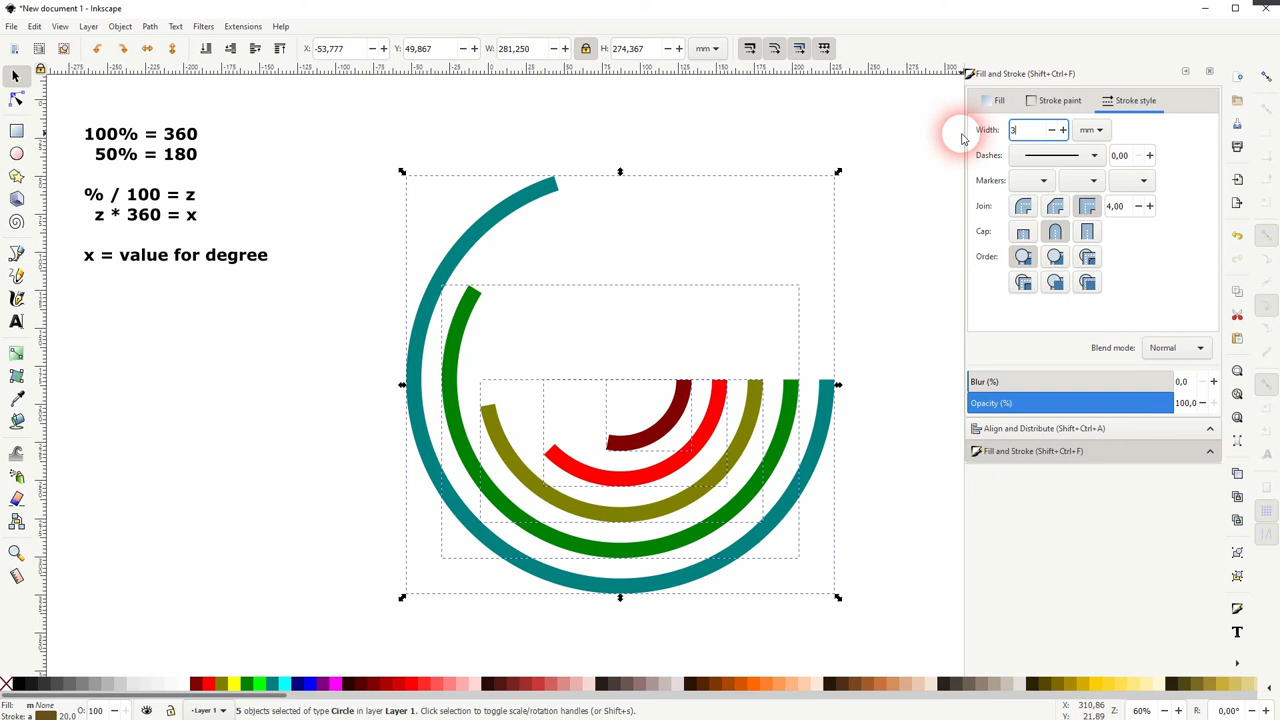 *New document 1 - Inkscape
File Edit View Layer Object Path Text Filters Extensions Help
X: -53,777 Y: 49,867 W: 281,250 H: 274,367 mm
Fill and Stroke (Shift+Ctrl+F)
Fill Stroke paint Stroke style
Width: 3 mm
Dashes: 0,00
Markers:
Join: 4,00
Cap:
Order:
100% = 360
50% = 180
% / 100 = z
z * 360 = x
x = value for degree
Blend mode: Normal
Blur (%) 0,0
Opacity (%) 100,0
Align and Distribute (Shift+Ctrl+A)
Fill and Stroke (Shift+Ctrl+F)
Fill: m None
Stroke: a 20,0
O: 100
Layer 1
5 objects selected of type Circle in layer Layer 1. Click selection to toggle scale/rotation handles (or Shift+s).
X: 310,86
Y: 21,89
Z: 60% R: 0,00°